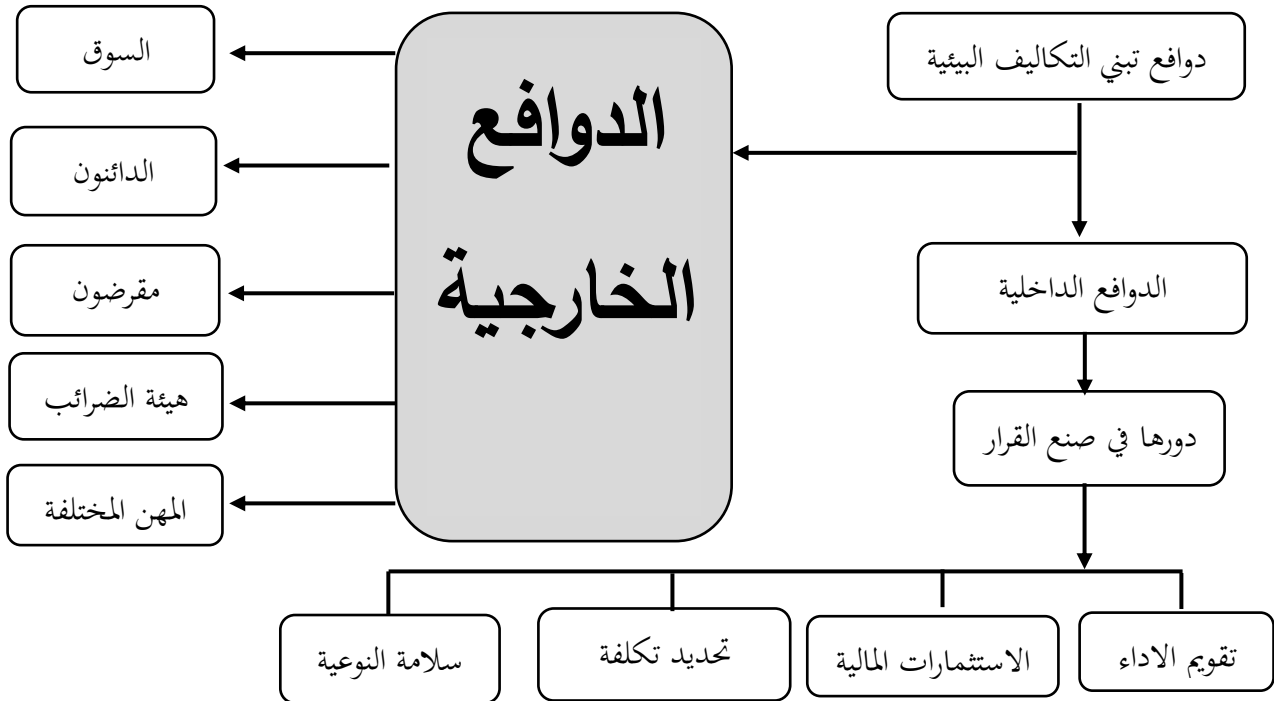 دوافع تبني التكاليف البيئية
الدوافع
الخارجية
السوق
الدائنون
مقرضون
هيئة الضرائب
المهن المختلفة
الدوافع الداخلية
دورها في صنع القرار
تقويم الاداء
الاستثمارات المالية
تحديد تكلفة
سلامة النوعية